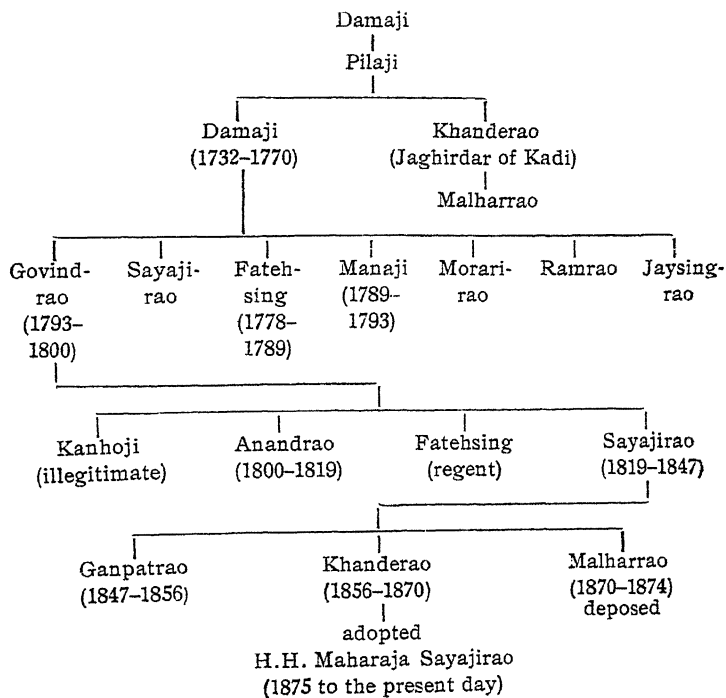 Damaji
Pilaji
Damaji Khanderao
(1732–1770) (Jaghirdar of Kadi)
Malharrao
Govind- Sayaji- Fateh- Manaji Morari- Ramrao Jaysing-
rao rao sing (1789– rao rao
(1793– (1778– 1793)
1800) 1789)
Kanhoji Anandrao Fatehsing Sayajirao
(illegitimate) (1800–1819) (regent) (1819–1847)
Ganpatrao Khanderao Malharrao
(1847–1856) (1856–1870) (1870–1874)
deposed
adopted
H.H. Maharaja Sayajirao
(1875 to the present day)